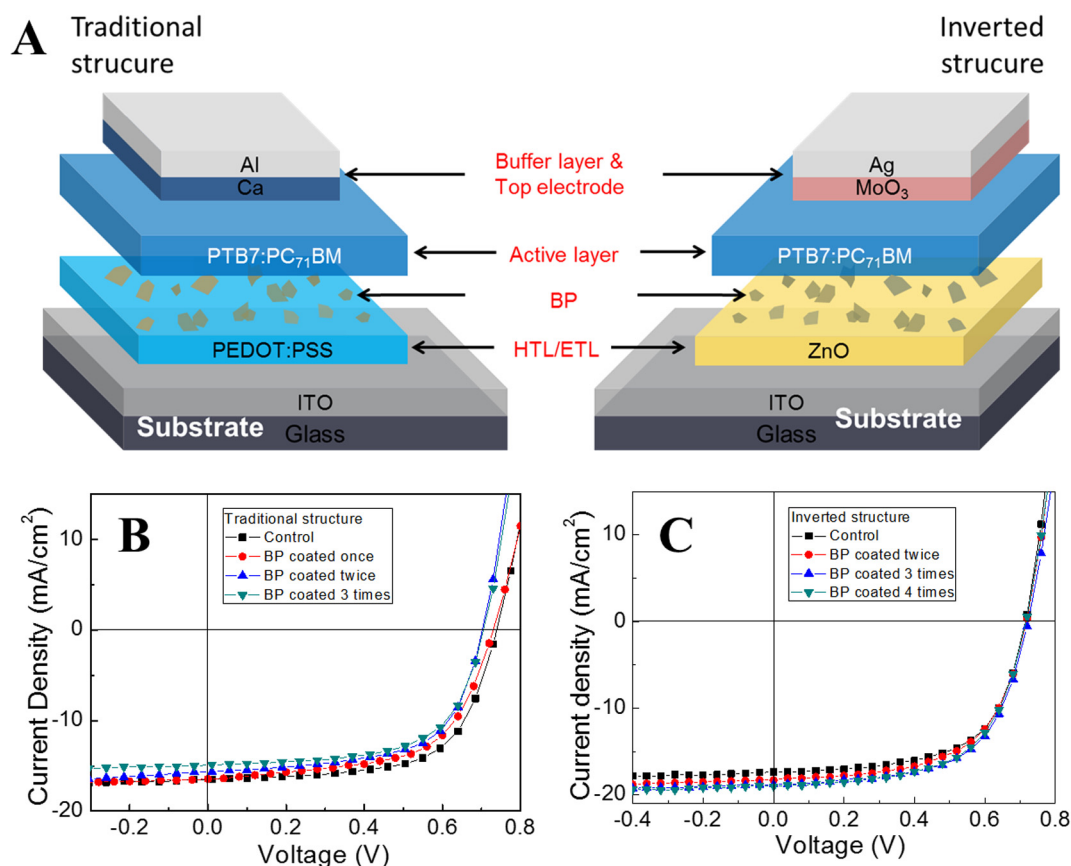 A
Traditional
strucure
Inverted
strucure
Al
Ca
Buffer layer &
Top electrode
Ag
MoO₃
PTB7:PC₇₁BM
Active layer
PTB7:PC₇₁BM
BP
PEDOT:PSS
HTL/ETL
ZnO
ITO
Substrate
Glass
ITO
Substrate
Glass
B
Traditional structure
Control
BP coated once
BP coated twice
BP coated 3 times
Current Density (mA/cm²)
10
0
-10
-20
-0.2
0.0
0.2
0.4
0.6
0.8
Voltage (V)
C
Inverted structure
Control
BP coated twice
BP coated 3 times
BP coated 4 times
Current density (mA/cm²)
10
0
-10
-20
-0.4
-0.2
0.0
0.2
0.4
0.6
0.8
Voltage (V)